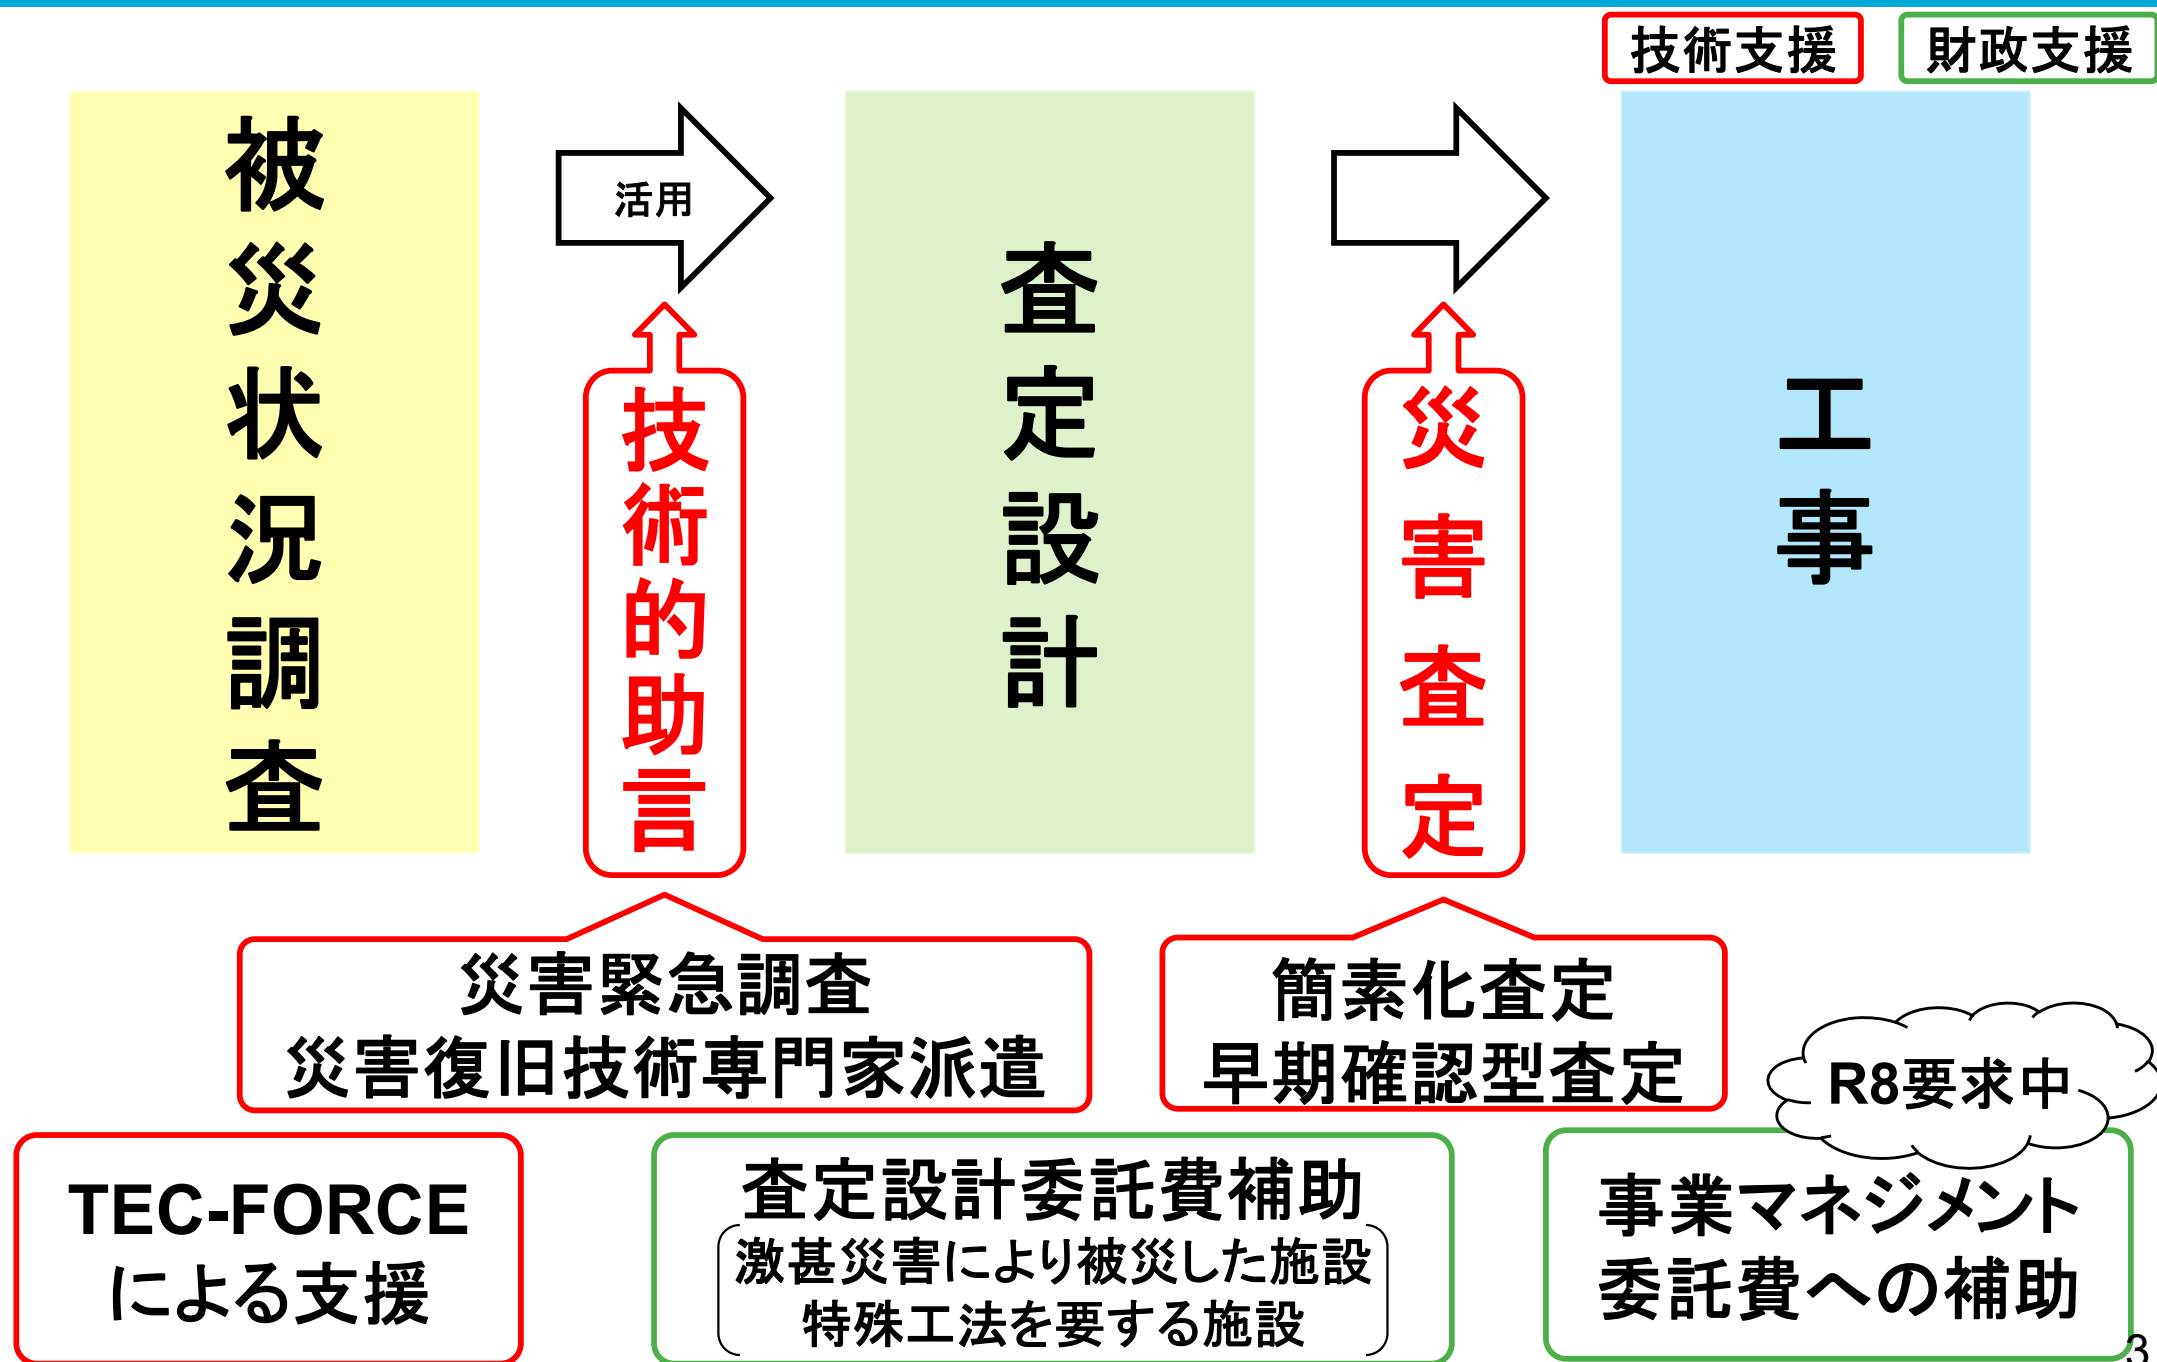 技術支援
財政支援
被災状況調査
活用
技術的助言
査定設計
災害査定
工事
災害緊急調査
災害復旧技術専門家派遣
簡素化査定
早期確認型査定
R8要求中
TEC-FORCE
による支援
査定設計委託費補助
激甚災害により被災した施設
特殊工法を要する施設
事業マネジメント
委託費への補助
3